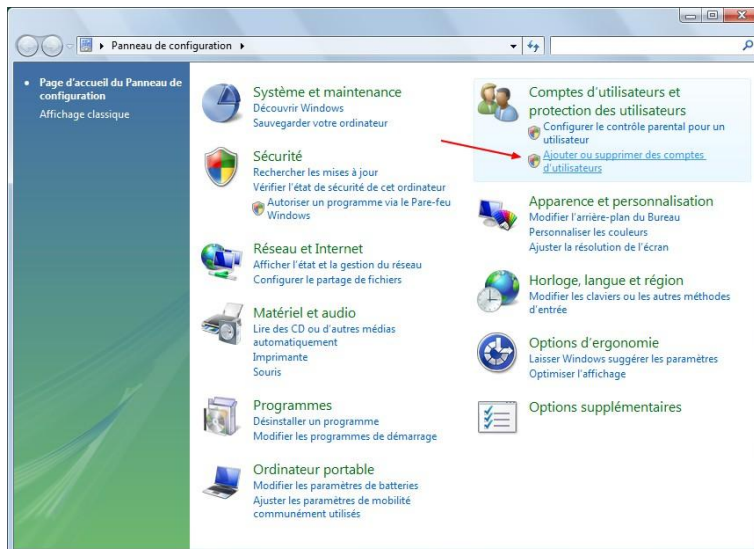 Panneau de configuration
Page d'accueil du Panneau de
configuration
Affichage classique
Système et maintenance
Découvrir Windows
Sauvegarder votre ordinateur
Sécurité
Rechercher les mises à jour
Vérifier l'état de sécurité de cet ordinateur
Autoriser un programme via le Pare-feu
Windows
Réseau et Internet
Afficher l'état et la gestion du réseau
Configurer le partage de fichiers
Matériel et audio
Lire des CD ou d'autres médias
automatiquement
Imprimante
Souris
Programmes
Désinstaller un programme
Modifier les programmes de démarrage
Ordinateur portable
Modifier les paramètres de batteries
Ajuster les paramètres de mobilité
communément utilisés
Comptes d'utilisateurs et
protection des utilisateurs
Configurer le contrôle parental pour un
utilisateur
Ajouter ou supprimer des comptes
d'utilisateurs
Apparence et personnalisation
Modifier l'arrière-plan du Bureau
Personnaliser les couleurs
Ajuster la résolution de l'écran
Horloge, langue et région
Modifier les claviers ou les autres méthodes
d'entrée
Options d'ergonomie
Laisser Windows suggérer les paramètres
Optimiser l'affichage
Options supplémentaires